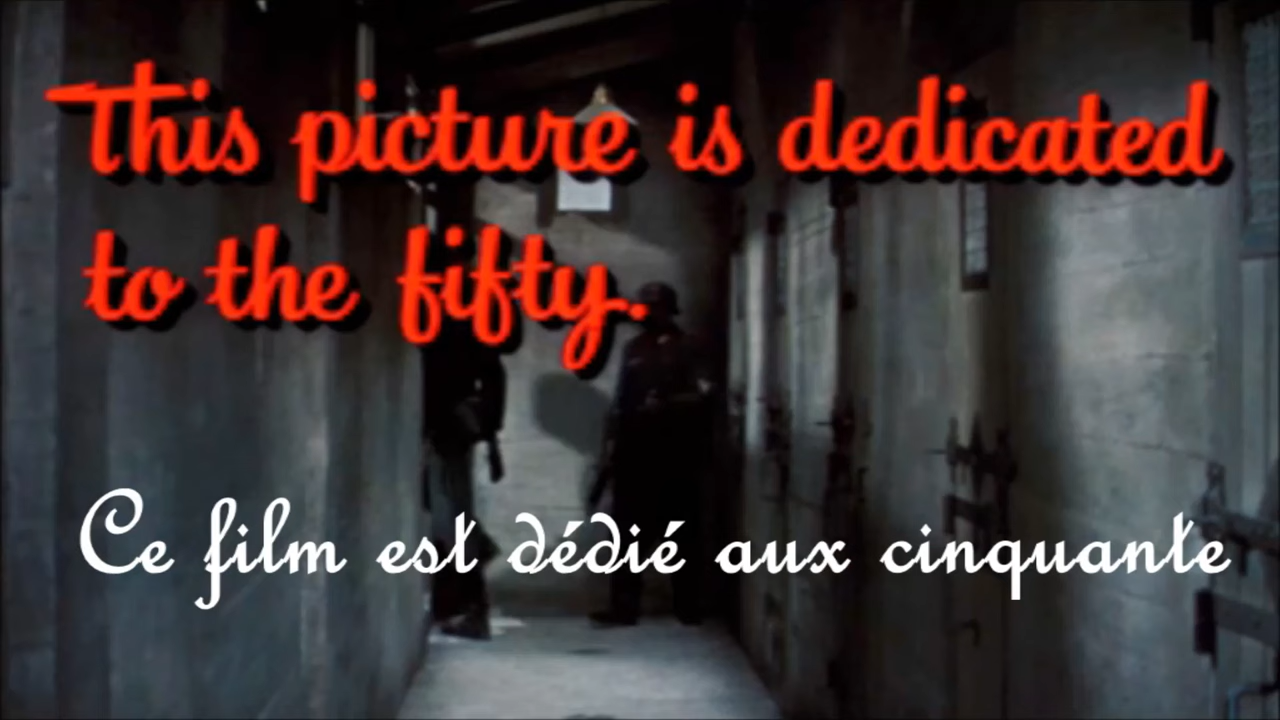 This picture is dedicated
to the fifty.
Ce film est dédié aux cinquante